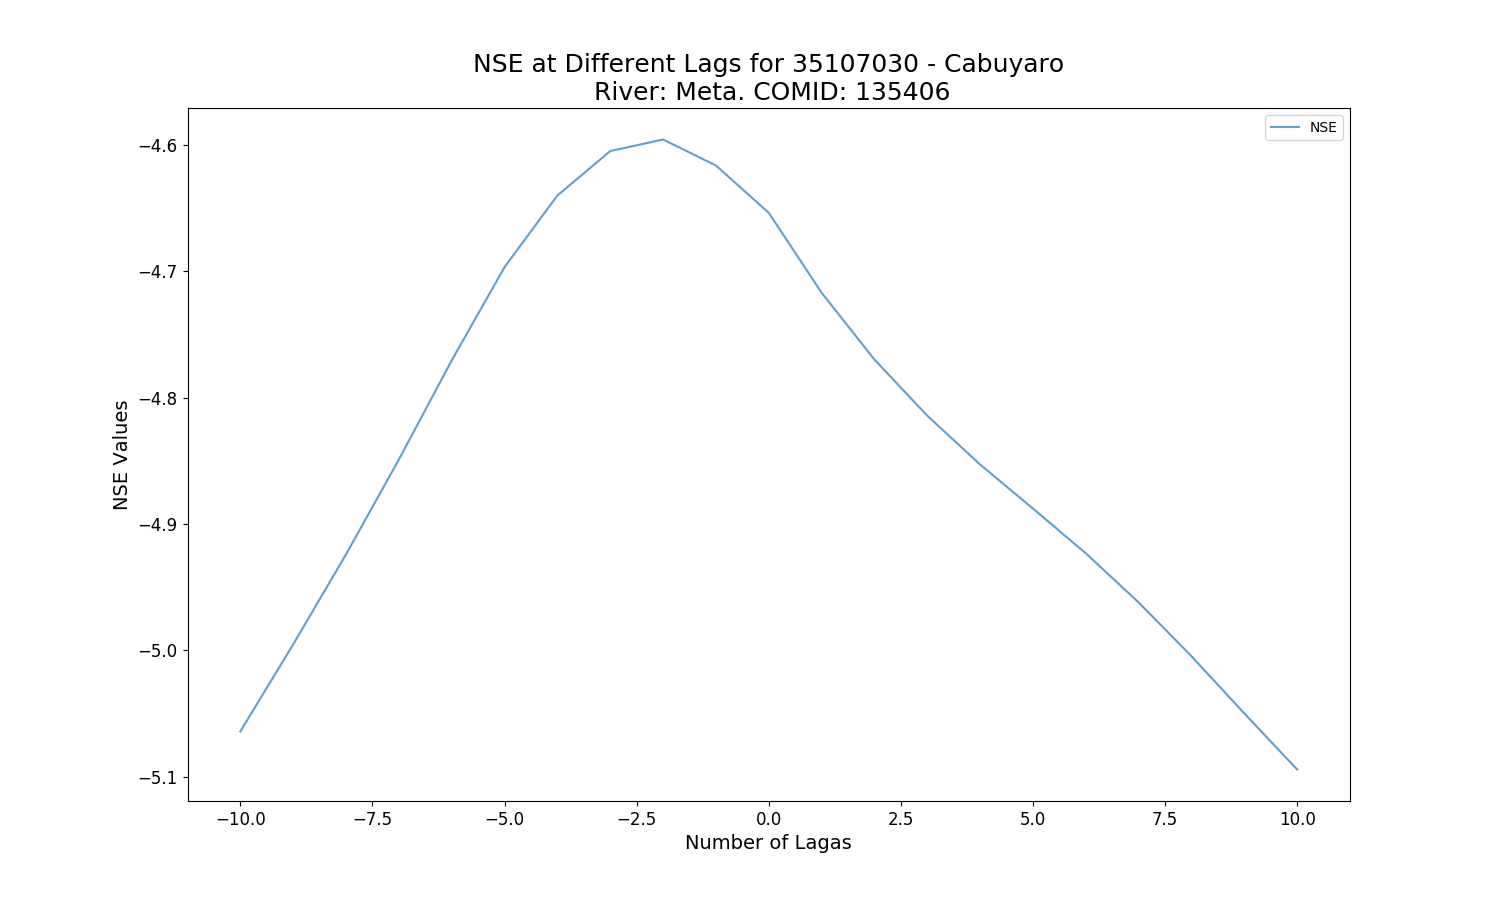 NSE at Different Lags for 35107030 - Cabuyaro
River: Meta. COMID: 135406
NSE
−4.6
−4.7
−4.8
−4.9
−5.0
−5.1
NSE Values
−10.0 −7.5 −5.0 −2.5 0.0 2.5 5.0 7.5 10.0
Number of Lagas